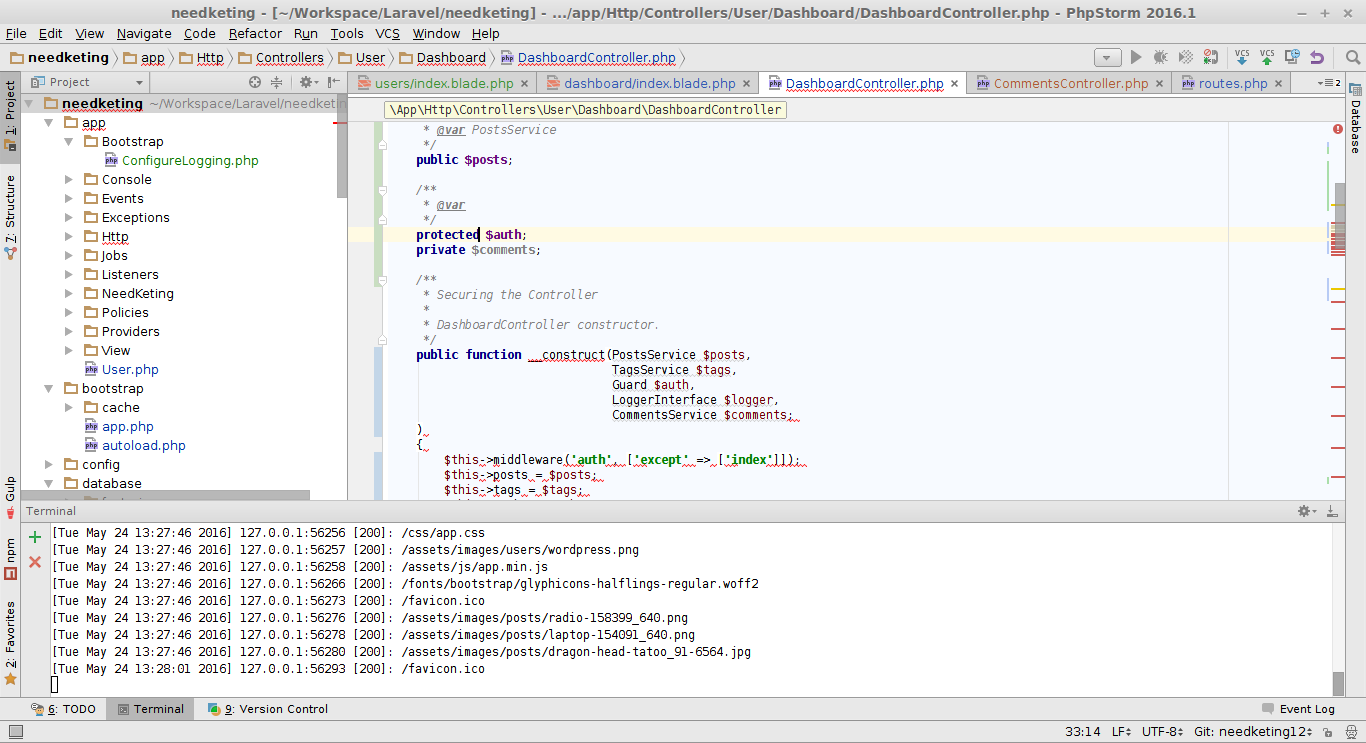 needketing - [~/Workspace/Laravel/needketing] - .../app/Http/Controllers/User/Dashboard/DashboardController.php - PhpStorm 2016.1
File Edit View Navigate Code Refactor Run Tools VCS Window Help
needketing app Http Controllers User Dashboard DashboardController.php
VCS VCS
Project
users/index.blade.php dashboard/index.blade.php DashboardController.php CommentsController.php routes.php 2
1: Project
7: Structure
Gulp
npm
2: Favorites
Database
needketing ~/Workspace/Laravel/needketin
app
Bootstrap
ConfigureLogging.php
Console
Events
Exceptions
Http
Jobs
Listeners
NeedKeting
Policies
Providers
View
User.php
bootstrap
cache
app.php
autoload.php
config
database
\App\Http\Controllers\User\Dashboard\DashboardController
* @var PostsService
*/
public $posts;
/**
* @var
*/
protected $auth;
private $comments;
/**
* Securing the Controller
*
* DashboardController constructor.
*/
public function __construct(PostsService $posts,
TagsService $tags,
Guard $auth,
LoggerInterface $logger,
CommentsService $comments;
)
{
$this->middleware('auth', ['except' => ['index']]);
$this->posts = $posts;
$this->tags = $tags;
Terminal
[Tue May 24 13:27:46 2016] 127.0.0.1:56256 [200]: /css/app.css
[Tue May 24 13:27:46 2016] 127.0.0.1:56257 [200]: /assets/images/users/wordpress.png
[Tue May 24 13:27:46 2016] 127.0.0.1:56258 [200]: /assets/js/app.min.js
[Tue May 24 13:27:46 2016] 127.0.0.1:56266 [200]: /fonts/bootstrap/glyphicons-halflings-regular.woff2
[Tue May 24 13:27:46 2016] 127.0.0.1:56273 [200]: /favicon.ico
[Tue May 24 13:27:46 2016] 127.0.0.1:56276 [200]: /assets/images/posts/radio-158399_640.png
[Tue May 24 13:27:46 2016] 127.0.0.1:56278 [200]: /assets/images/posts/laptop-154091_640.png
[Tue May 24 13:27:46 2016] 127.0.0.1:56280 [200]: /assets/images/posts/dragon-head-tatoo_91-6564.jpg
[Tue May 24 13:28:01 2016] 127.0.0.1:56293 [200]: /favicon.ico
6: TODO Terminal 9: Version Control Event Log
33:14 LF UTF-8 Git: needketing12